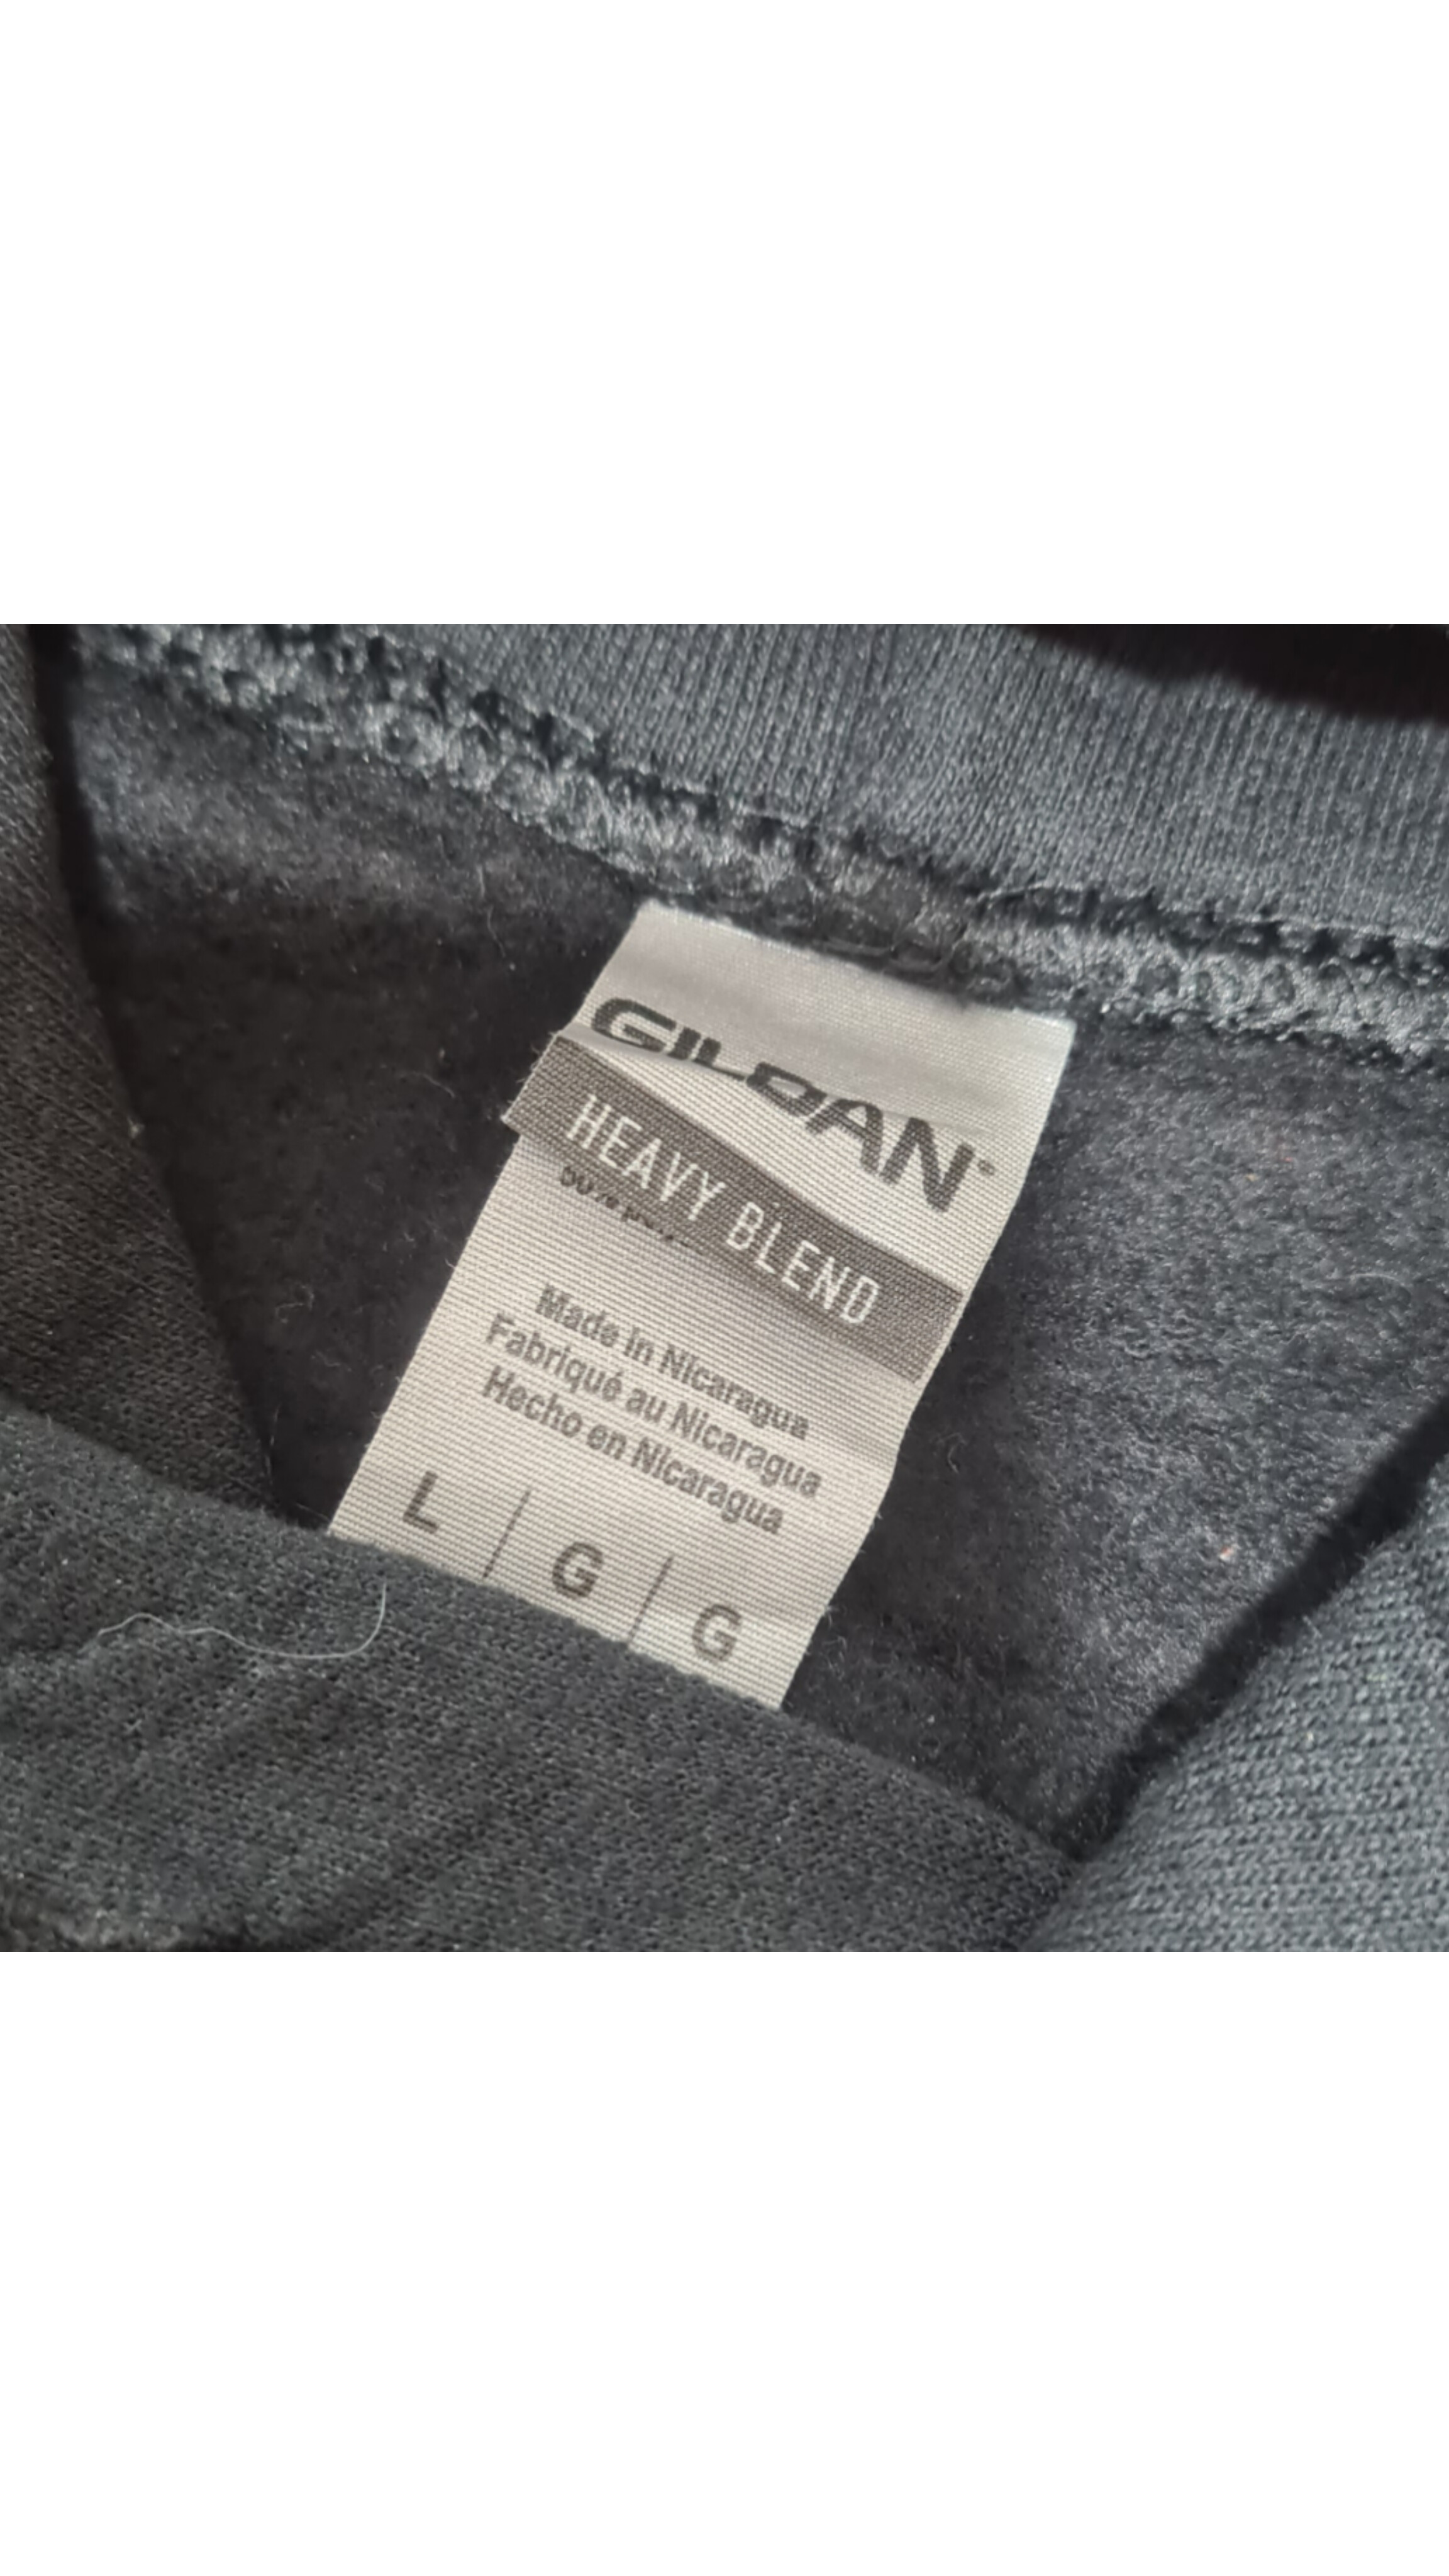 GILDAN®
HEAVY BLEND
Made in Nicaragua
Fabriqué au Nicaragua
Hecho en Nicaragua
L | G | G